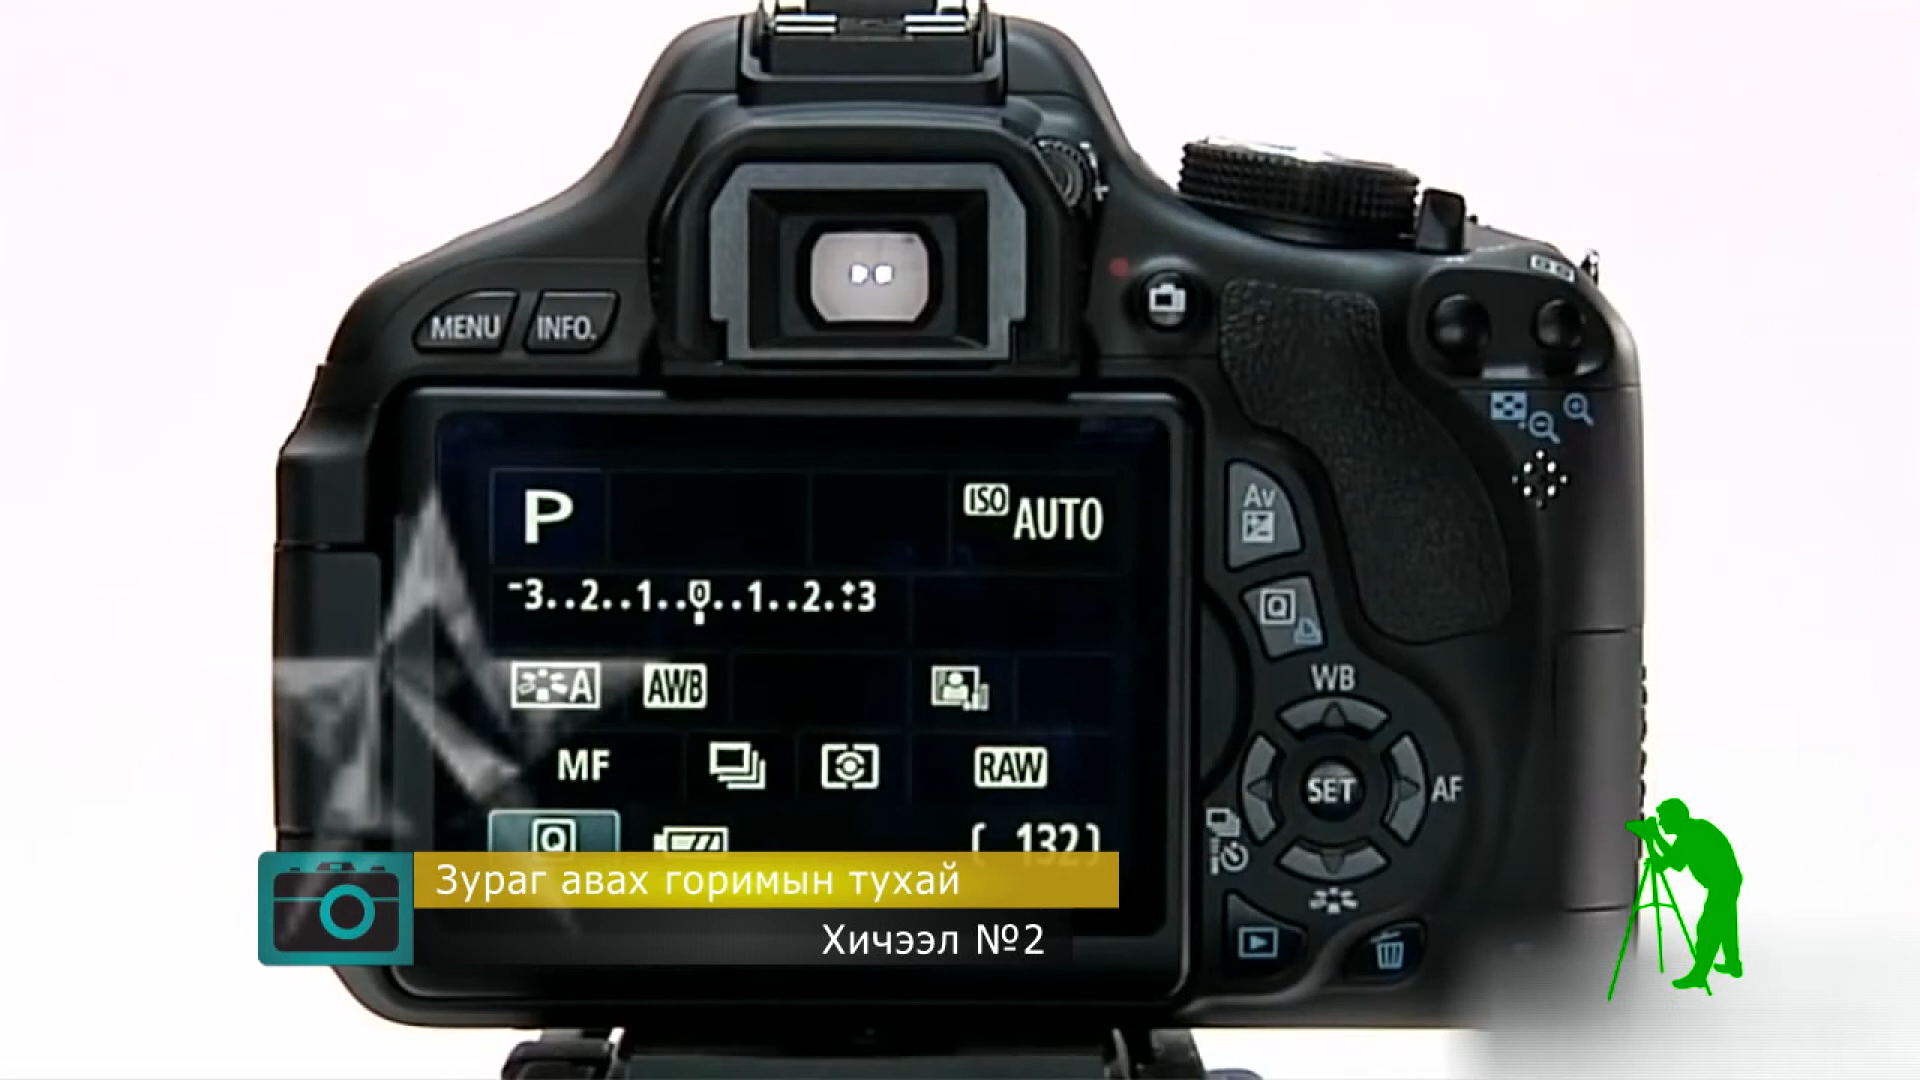 MENU INFO.
P ISO AUTO
-3..2..1..0..1..2.:+3
A AWB
MF RAW
Q [ 132]
Av
Q
WB
SET AF
Зураг авах горимын тухай
Хичээл №2